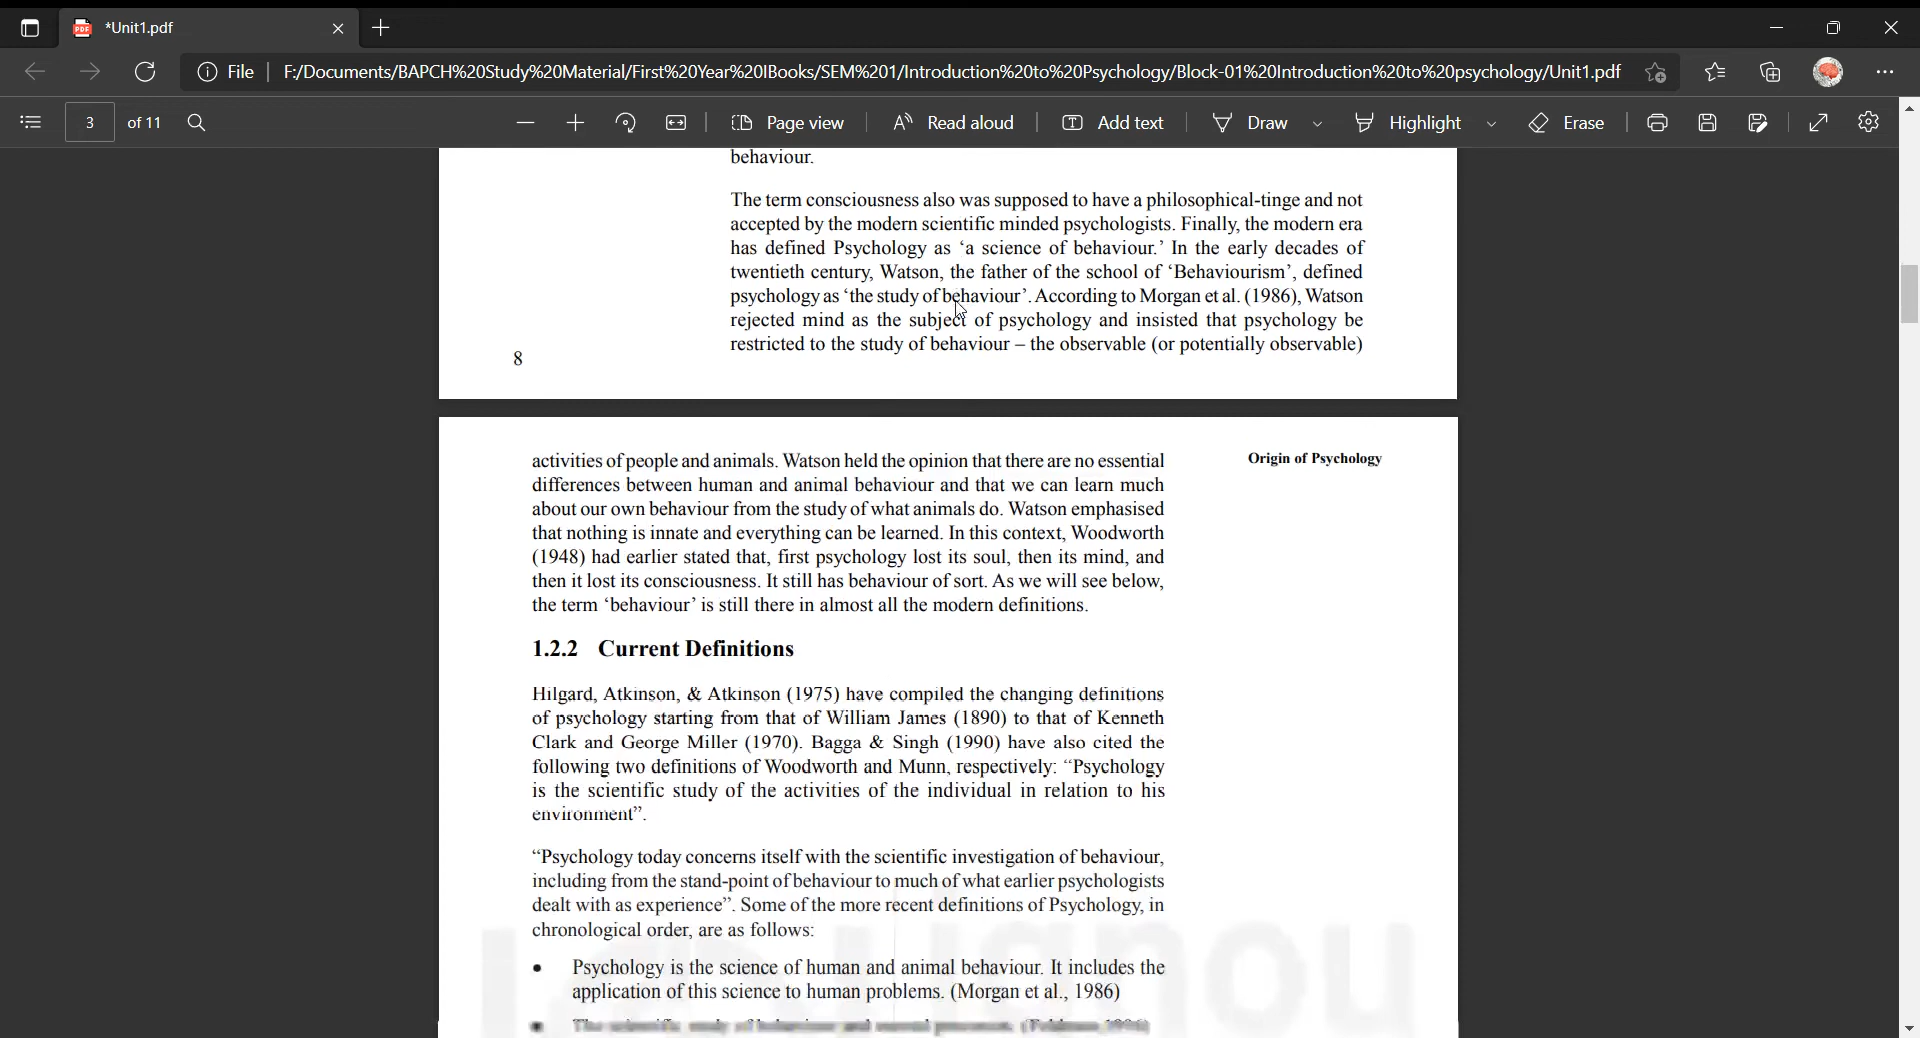 *Unit1.pdf
File F:/Documents/BAPCH%20Study%20Material/First%20Year%20IBooks/SEM%201/Introduction%20to%20Psychology/Block-01%20Introduction%20to%20psychology/Unit1.pdf
3 of 11 Page view Read aloud Add text Draw Highlight Erase
behaviour.
The term consciousness also was supposed to have a philosophical-tinge and not
accepted by the modern scientific minded psychologists. Finally, the modern era
has defined Psychology as ‘a science of behaviour.’ In the early decades of
twentieth century, Watson, the father of the school of ‘Behaviourism’, defined
psychology as ‘the study of behaviour’. According to Morgan et al. (1986), Watson
rejected mind as the subject of psychology and insisted that psychology be
restricted to the study of behaviour – the observable (or potentially observable)
8
Origin of Psychology
activities of people and animals. Watson held the opinion that there are no essential
differences between human and animal behaviour and that we can learn much
about our own behaviour from the study of what animals do. Watson emphasised
that nothing is innate and everything can be learned. In this context, Woodworth
(1948) had earlier stated that, first psychology lost its soul, then its mind, and
then it lost its consciousness. It still has behaviour of sort. As we will see below,
the term ‘behaviour’ is still there in almost all the modern definitions.
1.2.2 Current Definitions
Hilgard, Atkinson, & Atkinson (1975) have compiled the changing definitions
of psychology starting from that of William James (1890) to that of Kenneth
Clark and George Miller (1970). Bagga & Singh (1990) have also cited the
following two definitions of Woodworth and Munn, respectively: “Psychology
is the scientific study of the activities of the individual in relation to his
environment”.
“Psychology today concerns itself with the scientific investigation of behaviour,
including from the stand-point of behaviour to much of what earlier psychologists
dealt with as experience”. Some of the more recent definitions of Psychology, in
chronological order, are as follows:
• Psychology is the science of human and animal behaviour. It includes the
application of this science to human problems. (Morgan et al., 1986)
• The scientific study of behaviour and mental processes. (Feldman